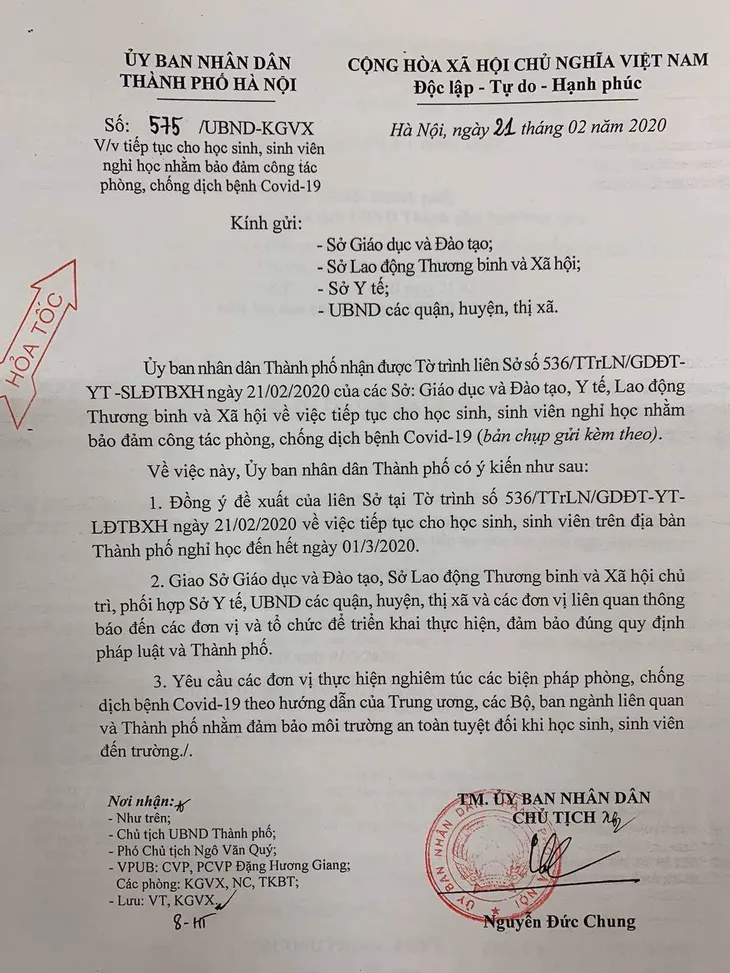 ỦY BAN NHÂN DÂN
THÀNH PHỐ HÀ NỘI
CỘNG HÒA XÃ HỘI CHỦ NGHĨA VIỆT NAM
Độc lập - Tự do - Hạnh phúc
Số: 575 /UBND-KGVX
V/v tiếp tục cho học sinh, sinh viên
nghỉ học nhằm bảo đảm công tác
phòng, chống dịch bệnh Covid-19
Hà Nội, ngày 21 tháng 02 năm 2020
Kính gửi:
- Sở Giáo dục và Đào tạo;
- Sở Lao động Thương binh và Xã hội;
- Sở Y tế;
- UBND các quận, huyện, thị xã.
HỎA TỐC
Ủy ban nhân dân Thành phố nhận được Tờ trình liên Sở số 536/TTrLN/GDĐT-
YT -SLĐTBXH ngày 21/02/2020 của các Sở: Giáo dục và Đào tạo, Y tế, Lao động
Thương binh và Xã hội về việc tiếp tục cho học sinh, sinh viên nghỉ học nhằm
bảo đảm công tác phòng, chống dịch bệnh Covid-19 (bản chụp gửi kèm theo).
Về việc này, Ủy ban nhân dân Thành phố có ý kiến như sau:
1. Đồng ý đề xuất của liên Sở tại Tờ trình số 536/TTrLN/GDĐT-YT-
LĐTBXH ngày 21/02/2020 về việc tiếp tục cho học sinh, sinh viên trên địa bàn
Thành phố nghỉ học đến hết ngày 01/3/2020.
2. Giao Sở Giáo dục và Đào tạo, Sở Lao động Thương binh và Xã hội chủ
trì, phối hợp Sở Y tế, UBND các quận, huyện, thị xã và các đơn vị liên quan thông
báo đến các đơn vị và tổ chức để triển khai thực hiện, đảm bảo đúng quy định
pháp luật và Thành phố.
3. Yêu cầu các đơn vị thực hiện nghiêm túc các biện pháp phòng, chống
dịch bệnh Covid-19 theo hướng dẫn của Trung ương, các Bộ, ban ngành liên quan
và Thành phố nhằm đảm bảo môi trường an toàn tuyệt đối khi học sinh, sinh viên
đến trường./.
Nơi nhận:
- Như trên;
- Chủ tịch UBND Thành phố;
- Phó Chủ tịch Ngô Văn Quý;
- VPUB: CVP, PCVP Đặng Hương Giang;
Các phòng: KGVX, NC, TKBT;
- Lưu: VT, KGVX
TM. ỦY BAN NHÂN DÂN
CHỦ TỊCH
ỦY BAN NHÂN DÂN
Nguyễn Đức Chung